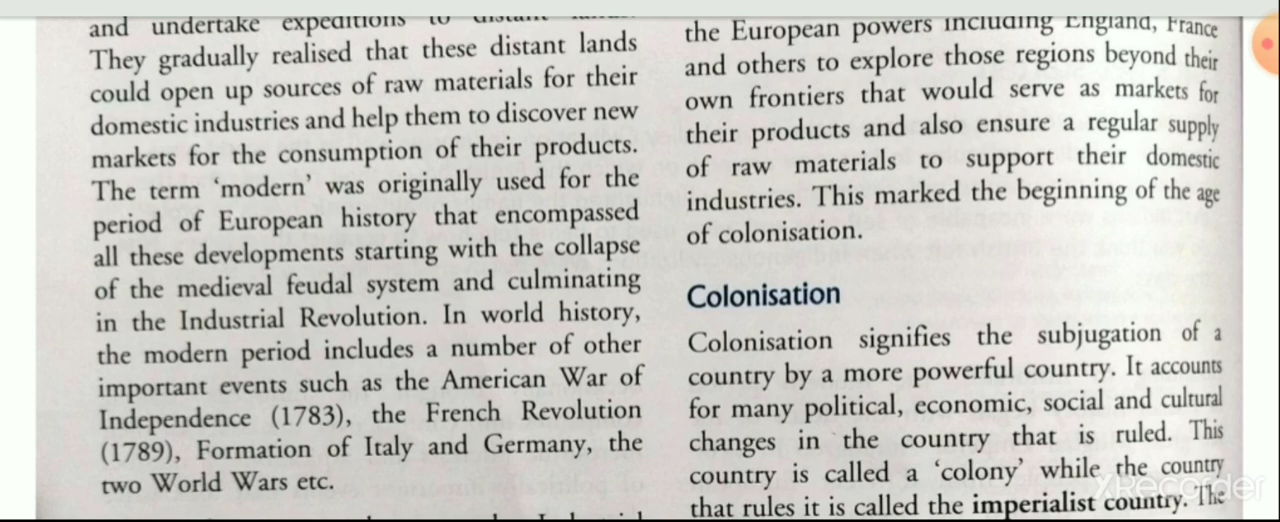 and undertake expeditions to distant lands.
They gradually realised that these distant lands
could open up sources of raw materials for their
domestic industries and help them to discover new
markets for the consumption of their products.
The term ‘modern’ was originally used for the
period of European history that encompassed
all these developments starting with the collapse
of the medieval feudal system and culminating
in the Industrial Revolution. In world history,
the modern period includes a number of other
important events such as the American War of
Independence (1783), the French Revolution
(1789), Formation of Italy and Germany, the
two World Wars etc.
the European powers including England, France
and others to explore those regions beyond their
own frontiers that would serve as markets for
their products and also ensure a regular supply
of raw materials to support their domestic
industries. This marked the beginning of the age
of colonisation.
Colonisation
Colonisation signifies the subjugation of a
country by a more powerful country. It accounts
for many political, economic, social and cultural
changes in the country that is ruled. This
country is called a ‘colony’ while the country
that rules it is called the imperialist country. The
XRecorder